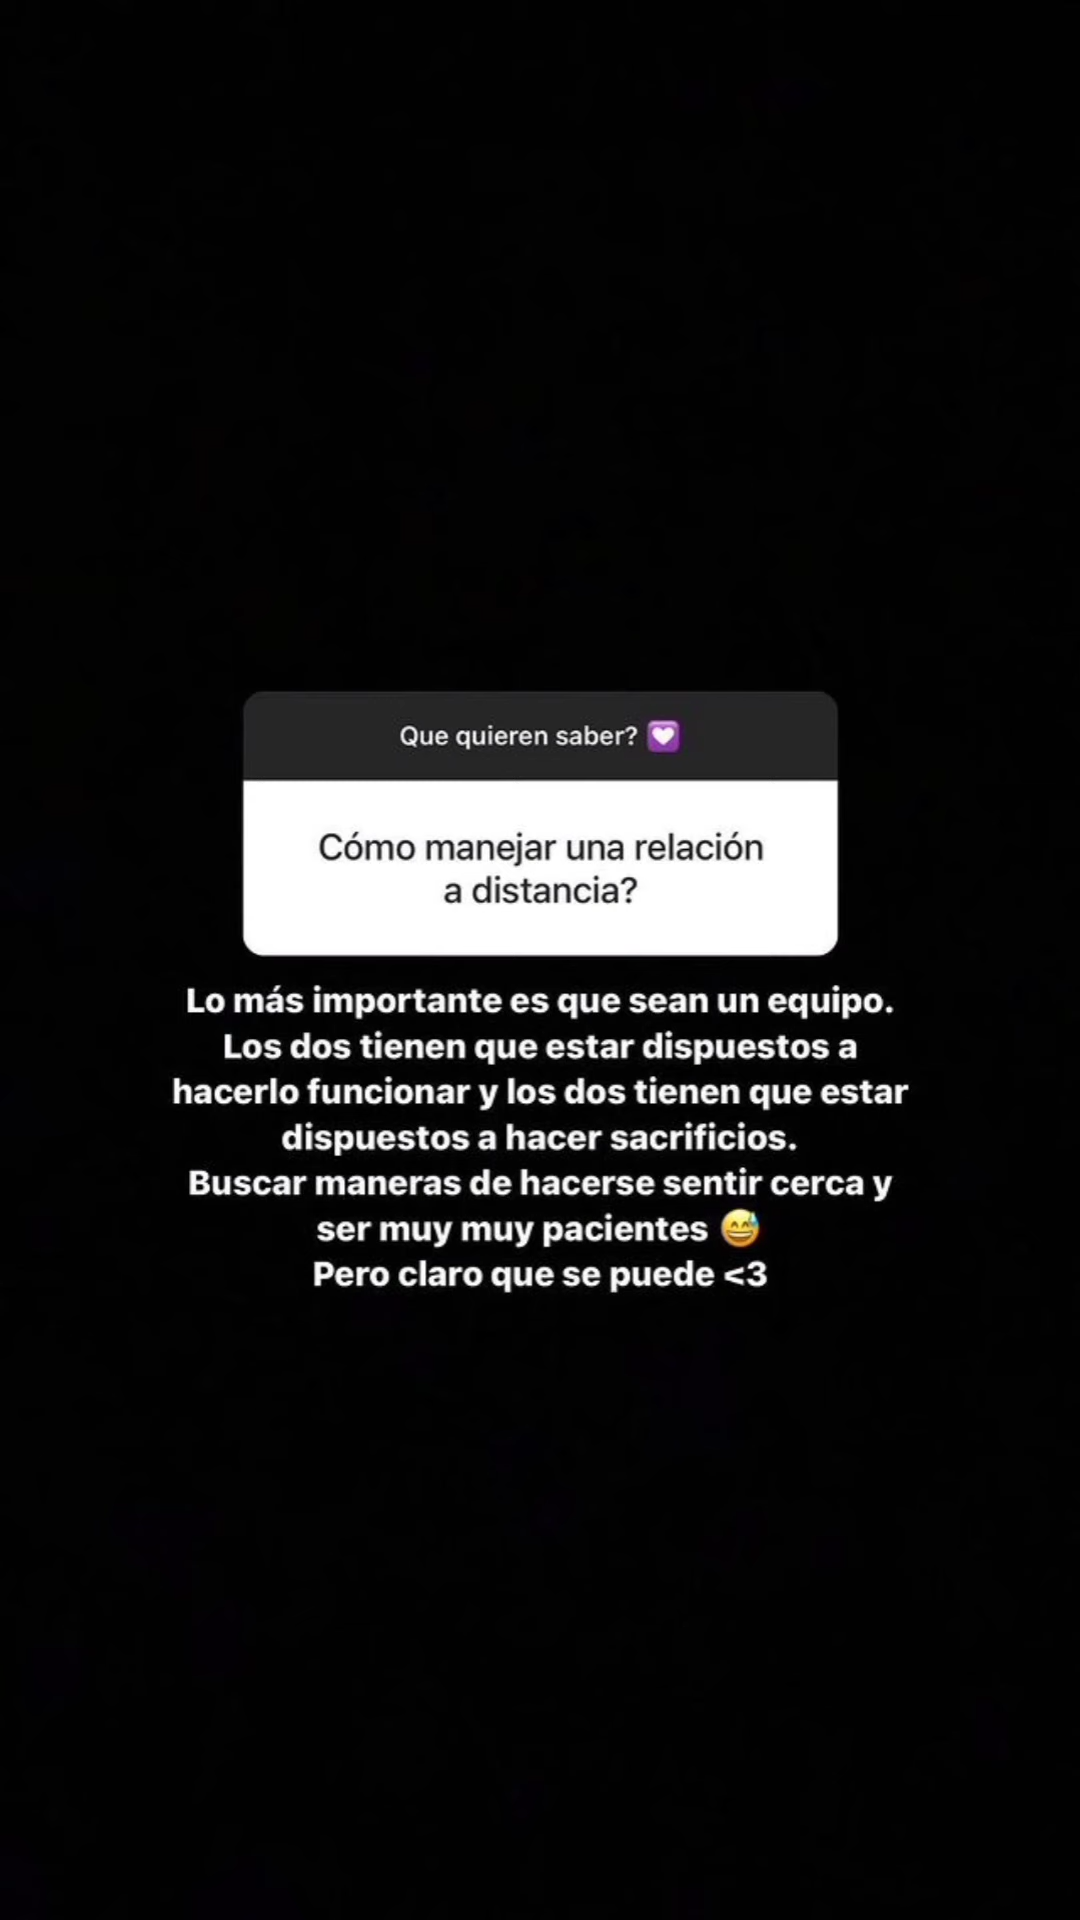 Que quieren saber? 💟
Cómo manejar una relación
a distancia?
Lo más importante es que sean un equipo.
Los dos tienen que estar dispuestos a
hacerlo funcionar y los dos tienen que estar
dispuestos a hacer sacrificios.
Buscar maneras de hacerse sentir cerca y
ser muy muy pacientes 😅
Pero claro que se puede <3